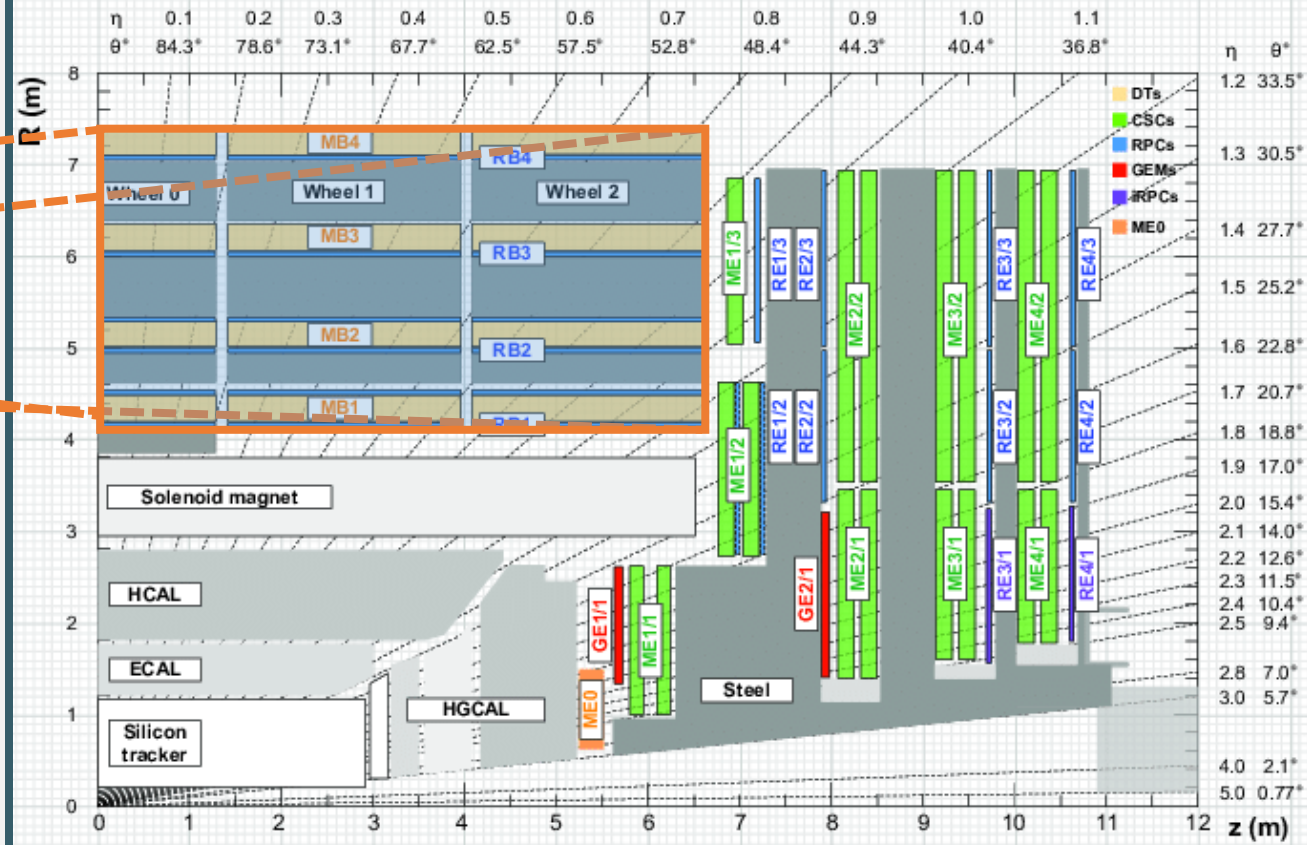 η 0.1 0.2 0.3 0.4 0.5 0.6 0.7 0.8 0.9 1.0 1.1
θ° 84.3° 78.6° 73.1° 67.7° 62.5° 57.5° 52.8° 48.4° 44.3° 40.4° 36.8°
η θ°
R (m)
8
7
6
5
4
3
2
1
0
1.2 33.5°
1.3 30.5°
1.4 27.7°
1.5 25.2°
1.6 22.8°
1.7 20.7°
1.8 18.8°
1.9 17.0°
2.0 15.4°
2.1 14.0°
2.2 12.6°
2.3 11.5°
2.4 10.4°
2.5 9.4°
2.8 7.0°
3.0 5.7°
4.0 2.1°
5.0 0.77°
DTs
CSCs
RPCs
GEMs
iRPCs
ME0
MB4
RB4
Wheel 0
Wheel 1
Wheel 2
MB3
RB3
MB2
RB2
MB1
RB1
Solenoid magnet
HCAL
ECAL
Silicon
tracker
HGCAL
Steel
ME0
GE1/1
ME1/1
ME1/2
ME1/3
RE1/3
RE2/3
RE1/2
RE2/2
GE2/1
ME2/2
ME2/1
ME3/2
ME3/1
RE3/3
RE3/2
RE3/1
ME4/2
ME4/1
RE4/3
RE4/2
RE4/1
0 1 2 3 4 5 6 7 8 9 10 11 12
z (m)